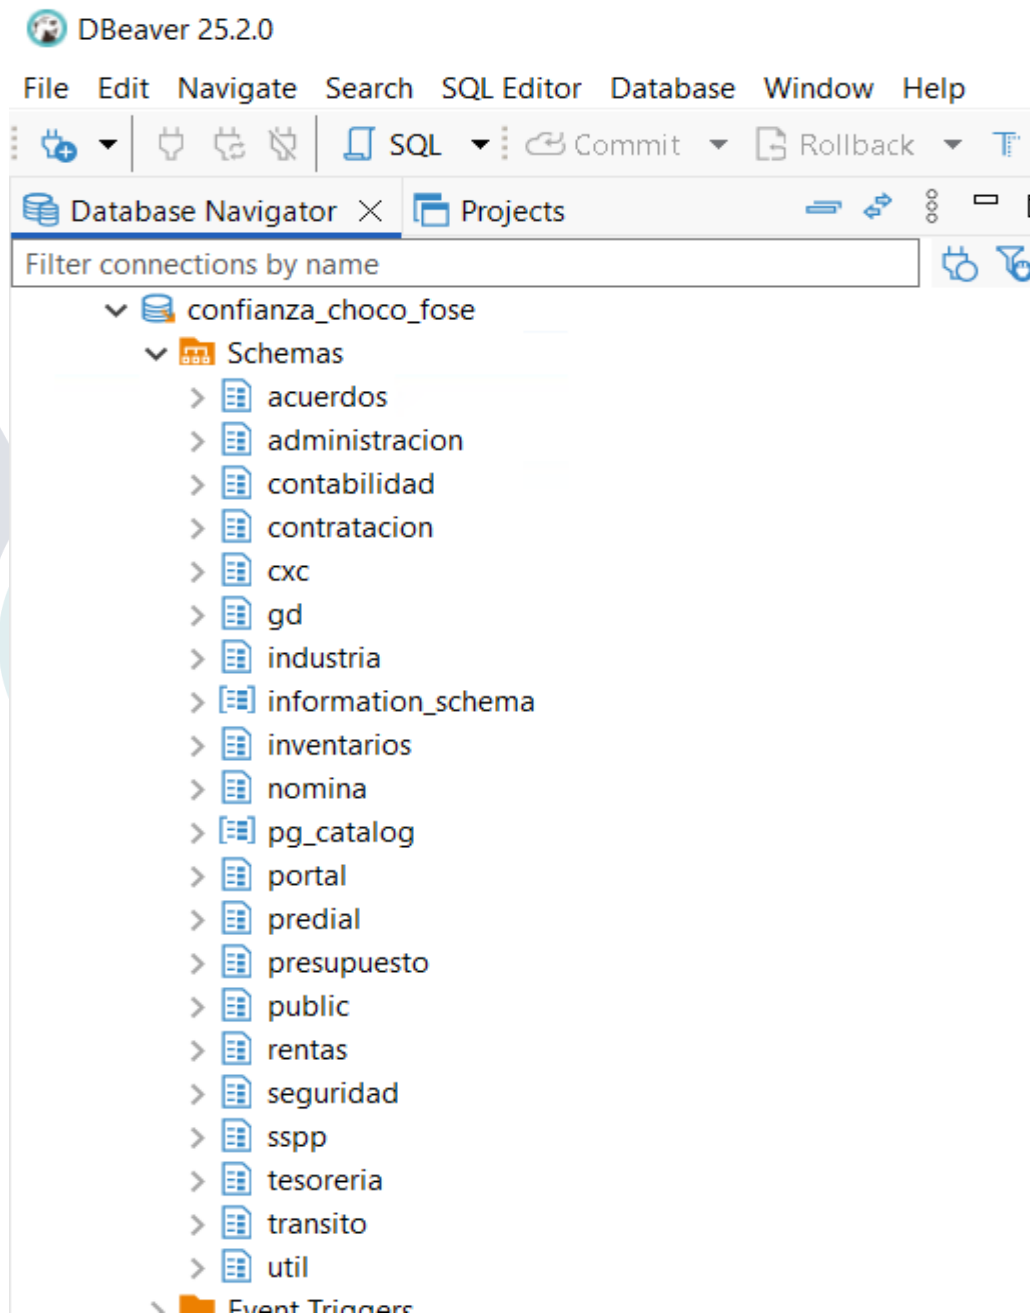 DBeaver 25.2.0
File Edit Navigate Search SQL Editor Database Window Help
SQL Commit Rollback T
Database Navigator Projects
Filter connections by name
confianza_choco_fose
Schemas
acuerdos
administracion
contabilidad
contratacion
cxc
gd
industria
information_schema
inventarios
nomina
pg_catalog
portal
predial
presupuesto
public
rentas
seguridad
sspp
tesoreria
transito
util
Event Triggers